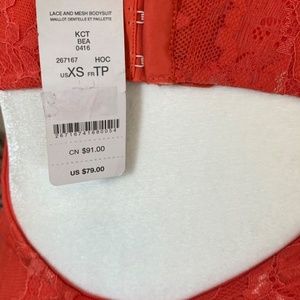 LACE AND MESH BODYSUIT
MAILLOT DENTELLE ET PAILLETTE
KCT
BEA
0416
267167 HOC
US XS FR TP
CN $91.00
US $79.00